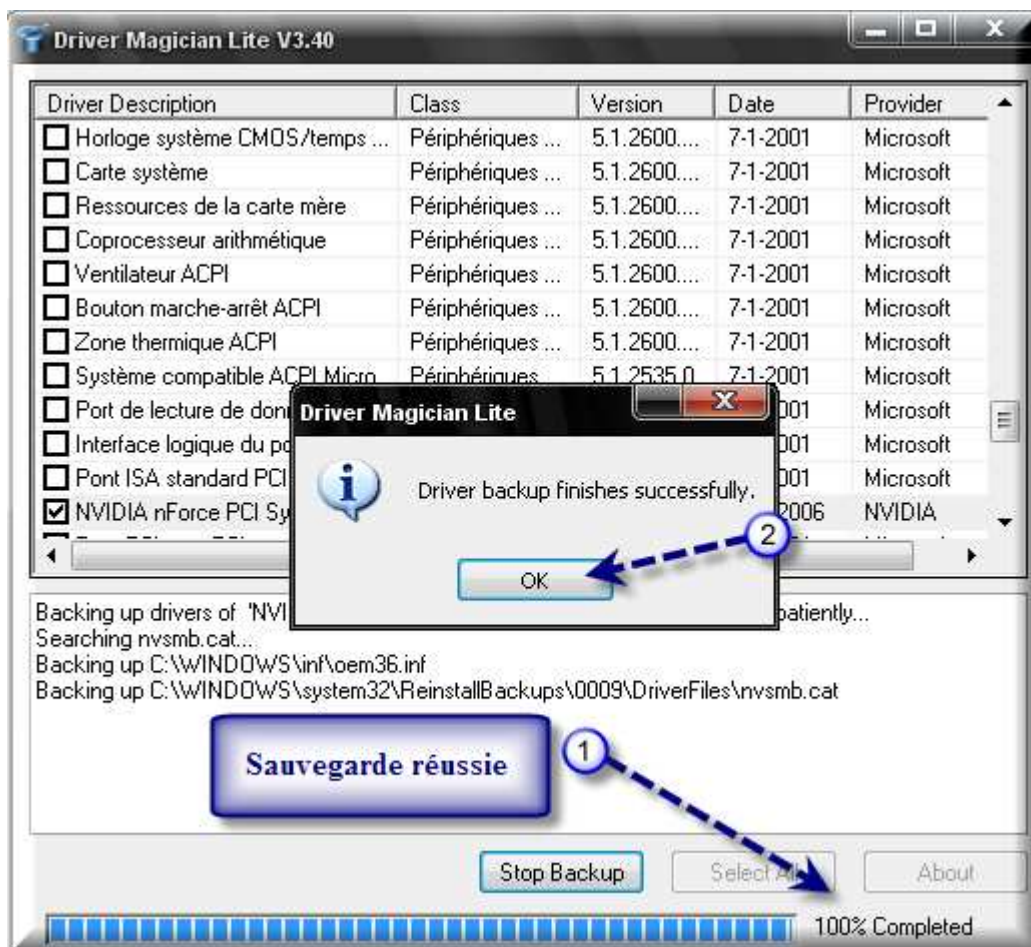 Driver Magician Lite V3.40
Driver Description Class Version Date Provider
Horloge système CMOS/temps ... Périphériques ... 5.1.2600.... 7-1-2001 Microsoft
Carte système Périphériques ... 5.1.2600.... 7-1-2001 Microsoft
Ressources de la carte mère Périphériques ... 5.1.2600.... 7-1-2001 Microsoft
Coprocesseur arithmétique Périphériques ... 5.1.2600.... 7-1-2001 Microsoft
Ventilateur ACPI Périphériques ... 5.1.2600.... 7-1-2001 Microsoft
Bouton marche-arrêt ACPI Périphériques ... 5.1.2600.... 7-1-2001 Microsoft
Zone thermique ACPI Périphériques ... 5.1.2600.... 7-1-2001 Microsoft
Système compatible ACPI Micro Périphériques 5.1.2535.0 7-1-2001 Microsoft
Port de lecture de don 001 Microsoft
Interface logique du po 001 Microsoft
Pont ISA standard PCI 001 Microsoft
NVIDIA nForce PCI Sy 2006 NVIDIA
Driver Magician Lite
Driver backup finishes successfully.
2
OK
Backing up drivers of 'NVI patiently...
Searching nvsmb.cat...
Backing up C:\WINDOWS\inf\oem36.inf
Backing up C:\WINDOWS\system32\ReinstallBackups\0009\DriverFiles\nvsmb.cat
Sauvegarde réussie
1
Stop Backup Select All About
100% Completed